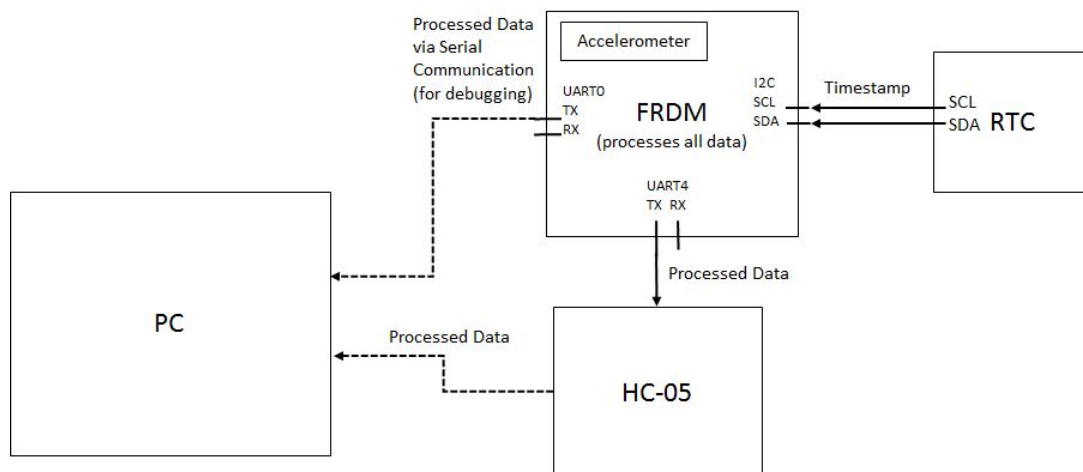 Processed Data
via Serial
Communication
(for debugging)
Accelerometer
UART0
TX
RX
FRDM
(processes all data)
I2C
SCL
SDA
Timestamp
SCL
SDA
RTC
UART4
TX RX
Processed Data
PC
Processed Data
HC-05